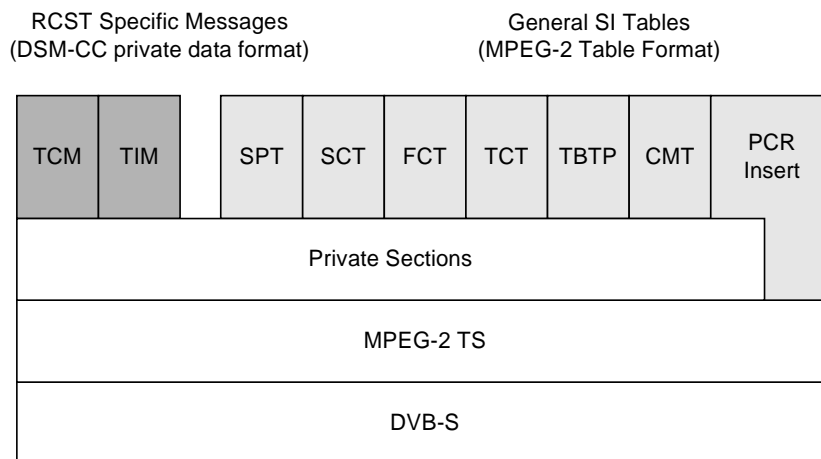 RCST Specific Messages
(DSM-CC private data format)
General SI Tables
(MPEG-2 Table Format)
TCM
TIM
SPT
SCT
FCT
TCT
TBTP
CMT
PCR
Insert
Private Sections
MPEG-2 TS
DVB-S